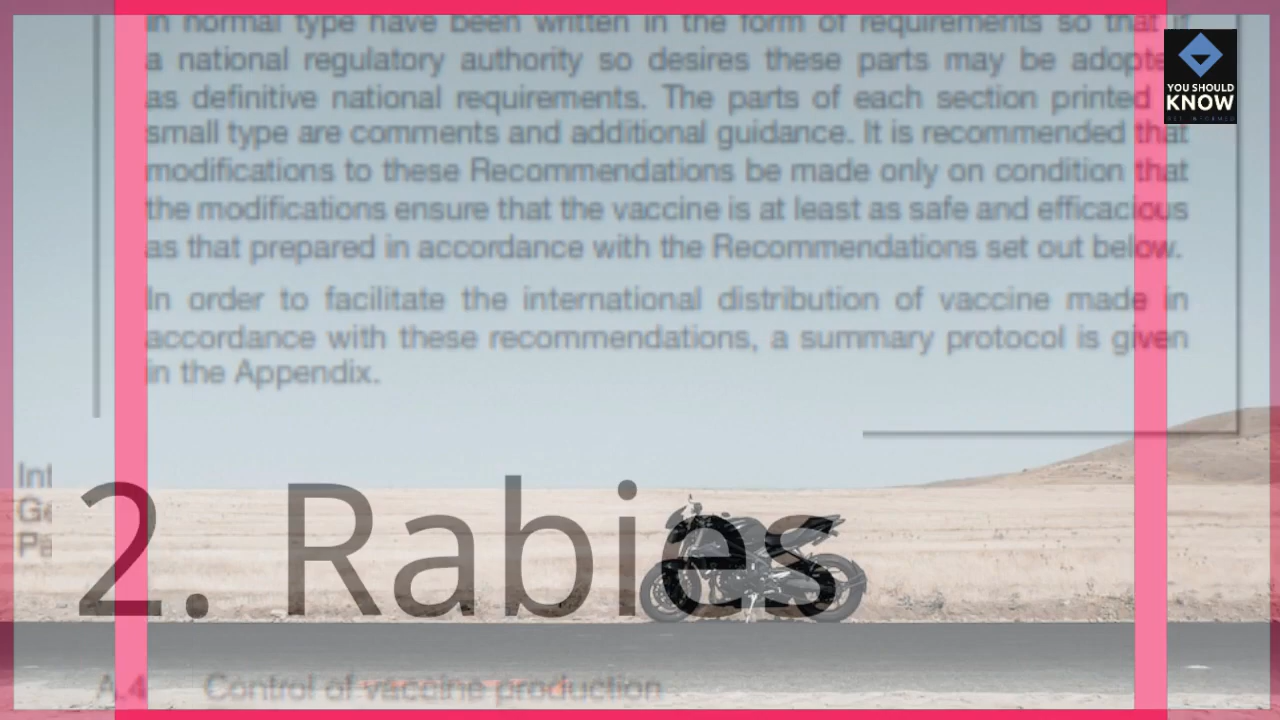 in normal type have been written in the form of requirements so that if
a national regulatory authority so desires these parts may be adopted
as definitive national requirements. The parts of each section printed
small type are comments and additional guidance. It is recommended that
modifications to these Recommendations be made only on condition that
the modifications ensure that the vaccine is at least as safe and efficacious
as that prepared in accordance with the Recommendations set out below.
In order to facilitate the international distribution of vaccine made in
accordance with these recommendations, a summary protocol is given
in the Appendix.
YOU SHOULD
KNOW
GET INFORMED
2. Rabies
A.4 Control of vaccine production